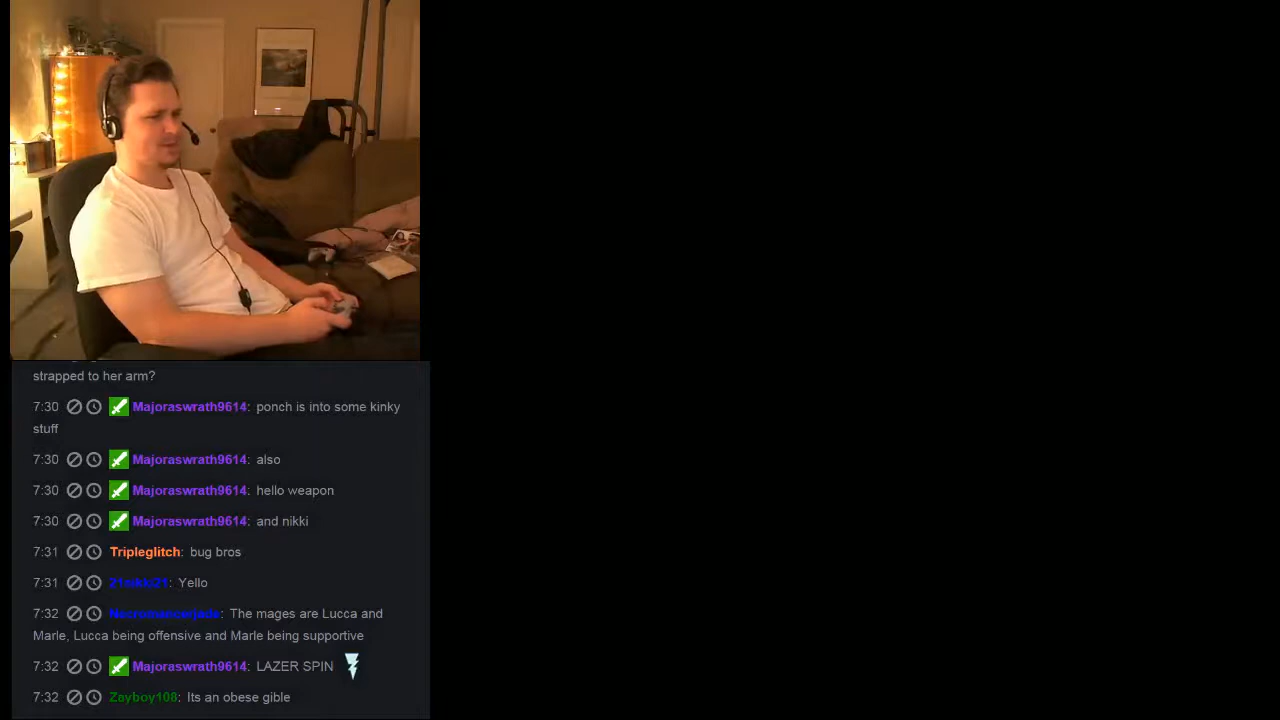 strapped to her arm?
7:30 Majoraswrath9614: ponch is into some kinky
stuff
7:30 Majoraswrath9614: also
7:30 Majoraswrath9614: hello weapon
7:30 Majoraswrath9614: and nikki
7:31 Tripleglitch: bug bros
7:31 21nikki21: Yello
7:32 Necromancerjade: The mages are Lucca and
Marle, Lucca being offensive and Marle being supportive
7:32 Majoraswrath9614: LAZER SPIN
7:32 Zayboy108: Its an obese gible